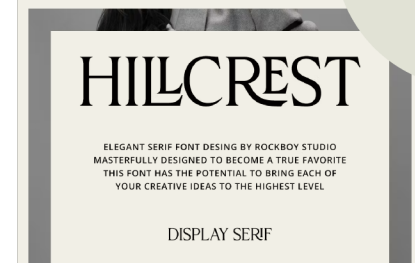 HILLCREST
ELEGANT SERIF FONT DESING BY ROCKBOY STUDIO
MASTERFULLY DESIGNED TO BECOME A TRUE FAVORITE
THIS FONT HAS THE POTENTIAL TO BRING EACH OF
YOUR CREATIVE IDEAS TO THE HIGHEST LEVEL
DISPLAY SERIF